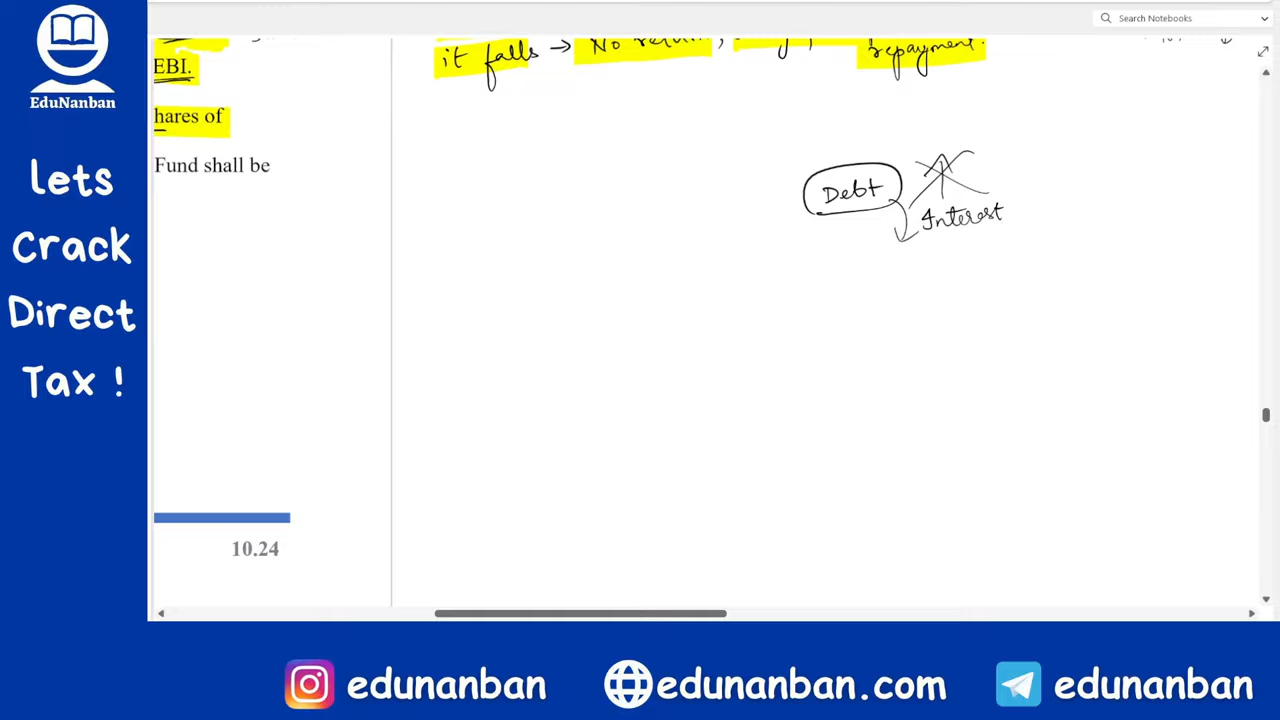 Search Notebooks
EduNanban
lets
Crack
Direct
Tax !
EBI.
hares of
Fund shall be
it falls → No return,
repayment.
Debt
Interest
10.24
edunanban
edunanban.com
edunanban